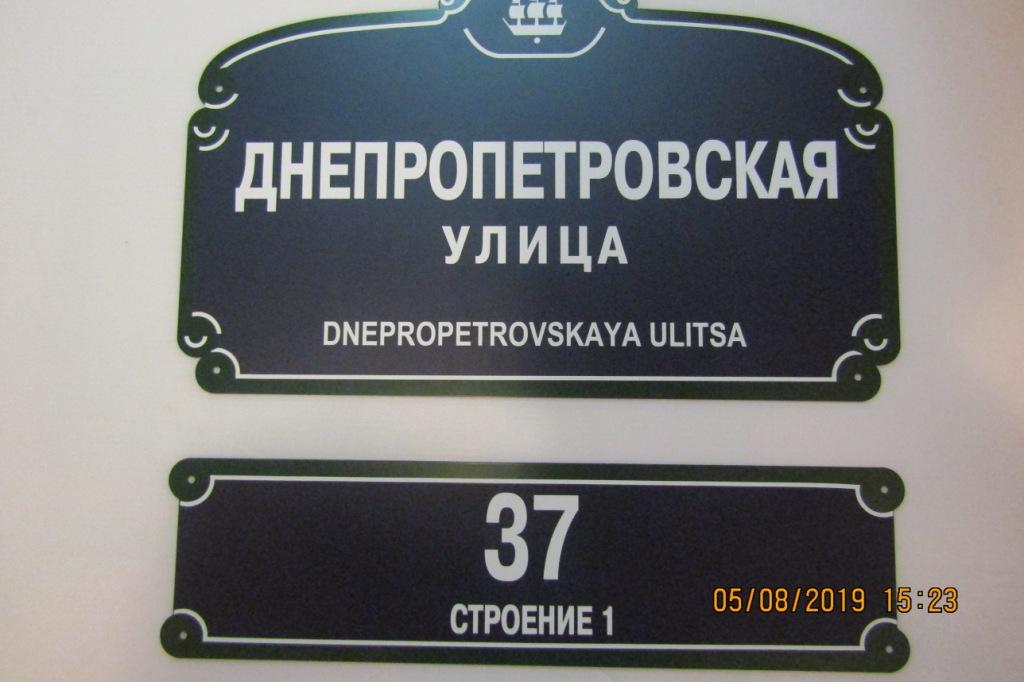 ДНЕПРОПЕТРОВСКАЯ
УЛИЦА
DNEPROPETROVSKAYA ULITSA
37
СТРОЕНИЕ 1
05/08/2019 15:23